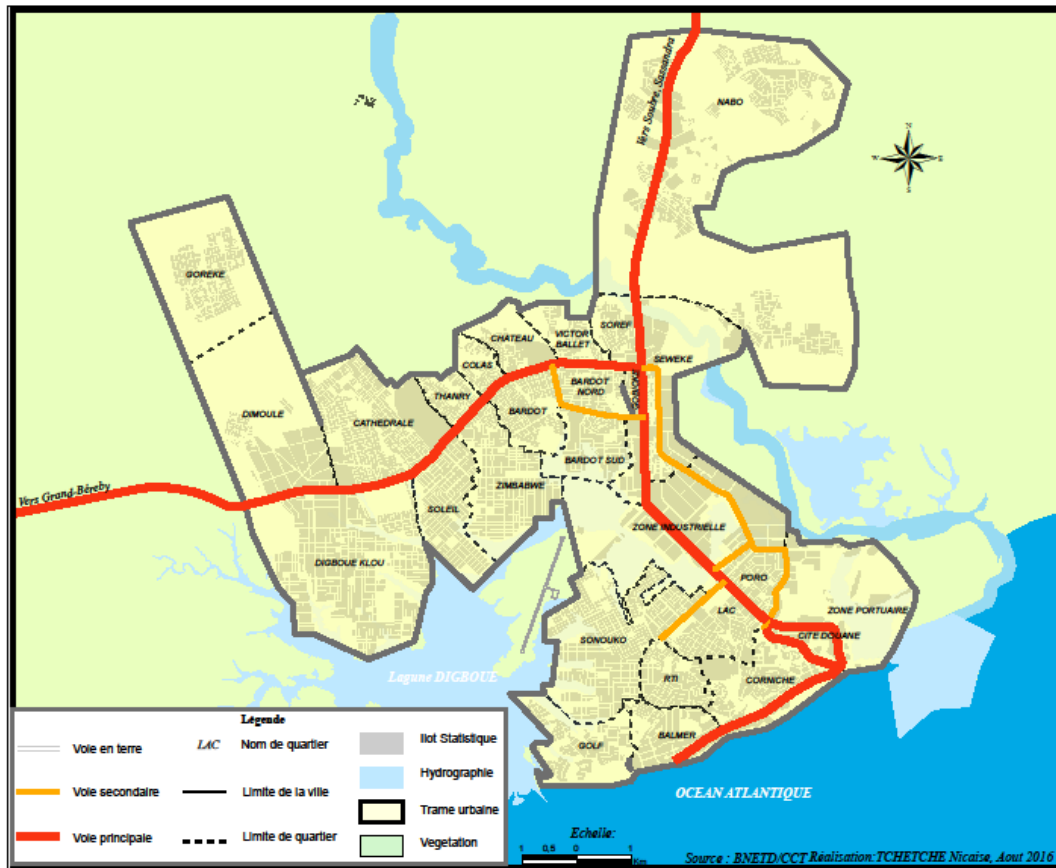 Vers Soubre, Sassandra
NABO
N
W E
S
GOREKE
SOREF
VICTOR
BALLET
CHATEAU
SEWEKE
COLAS
BARDOT
NORD
THANRY
DIMOULE
BARDOT
CATHEDRALE
BARDOT SUD
ZIMBABWE
Vers Grand-Béreby
SOLEIL
ZONE INDUSTRIELLE
DIGBOUE KLOU
PORO
LAC
ZONE PORTUAIRE
SONOUKO
CITE DOUANE
Lagune DIGBOUE
RTI
CORNICHE
BALMER
GOLF
OCEAN ATLANTIQUE
Légende
Voie en terre
LAC Nom de quartier
Ilot Statistique
Hydrographie
Voie secondaire
Limite de la ville
Trame urbaine
Voie principale
Limite de quartier
Vegetation
Echelle:
1 0,5 0 1
Km
Source : BNETD/CCT Réalisation: TCHETCHE Nicaise, Aout 2016